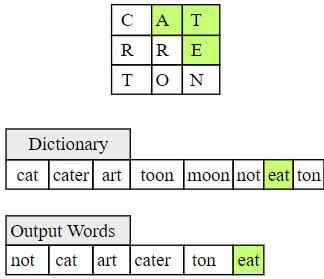 C A T
R R E
T O N
Dictionary
cat cater art toon moon not eat ton
Output Words
not cat art cater ton eat